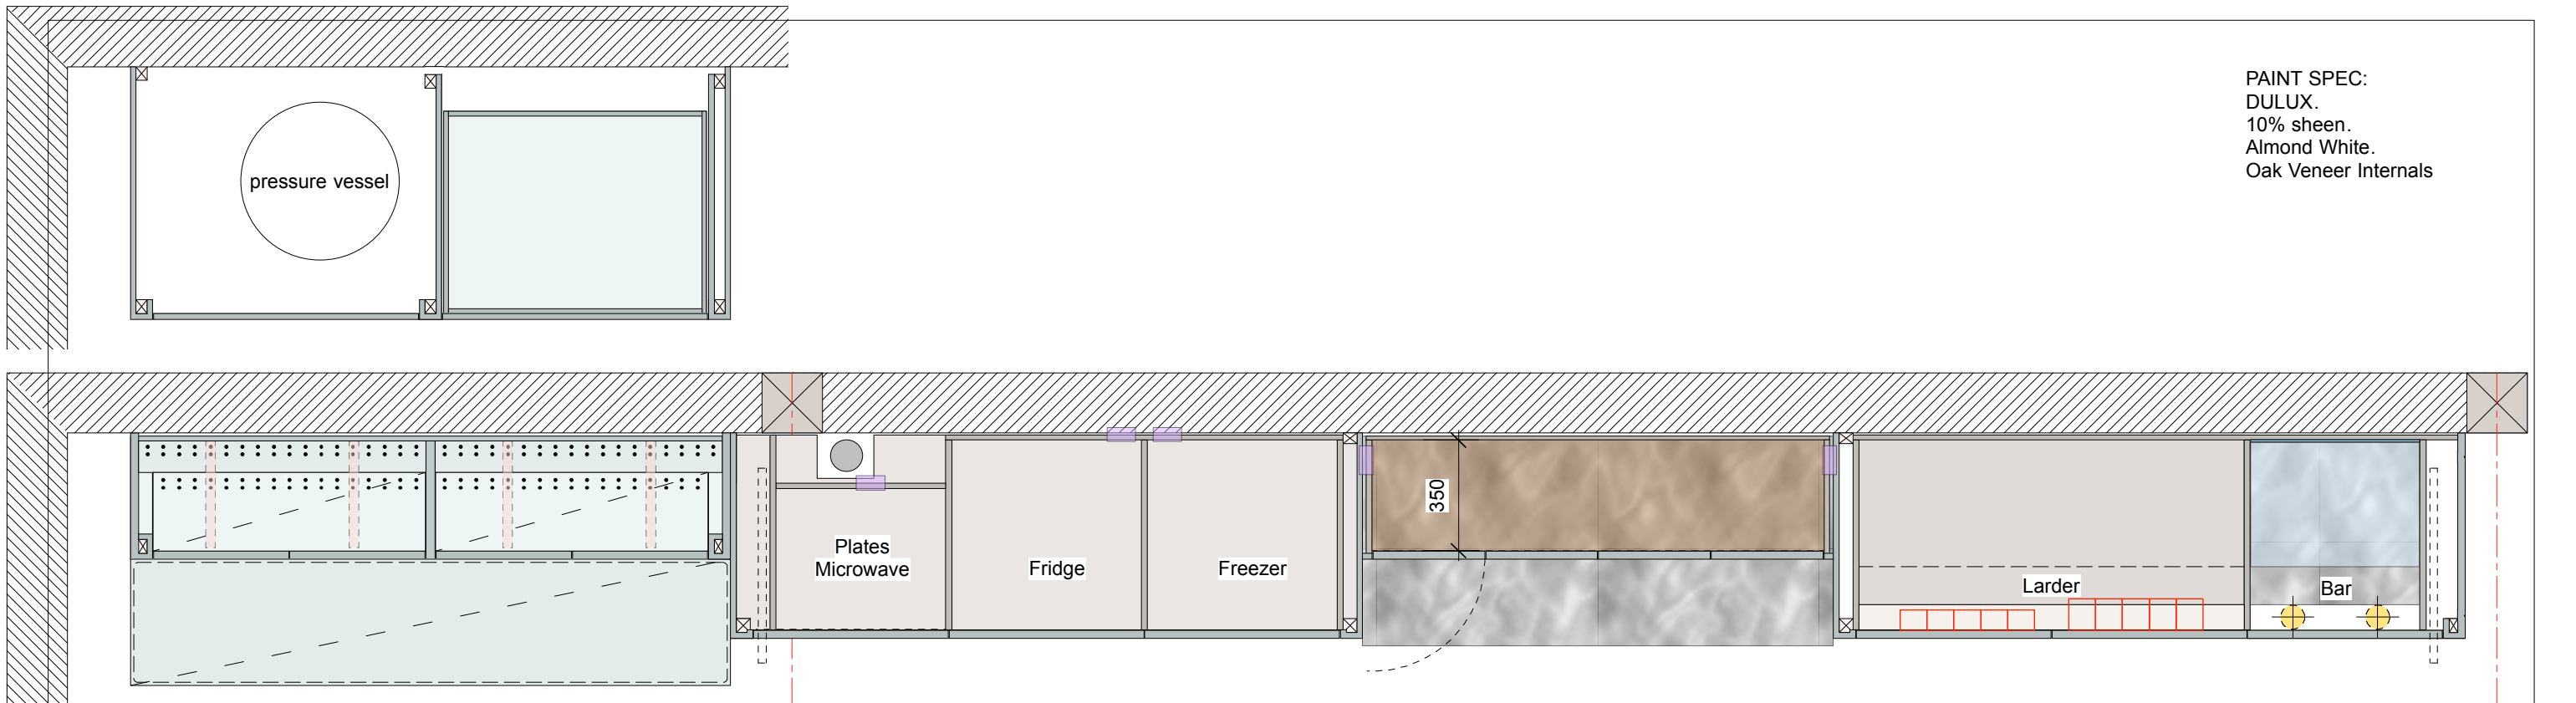 PAINT SPEC:
DULUX.
10% sheen.
Almond White.
Oak Veneer Internals
pressure vessel
350
Plates
Microwave
Fridge
Freezer
Larder
Bar